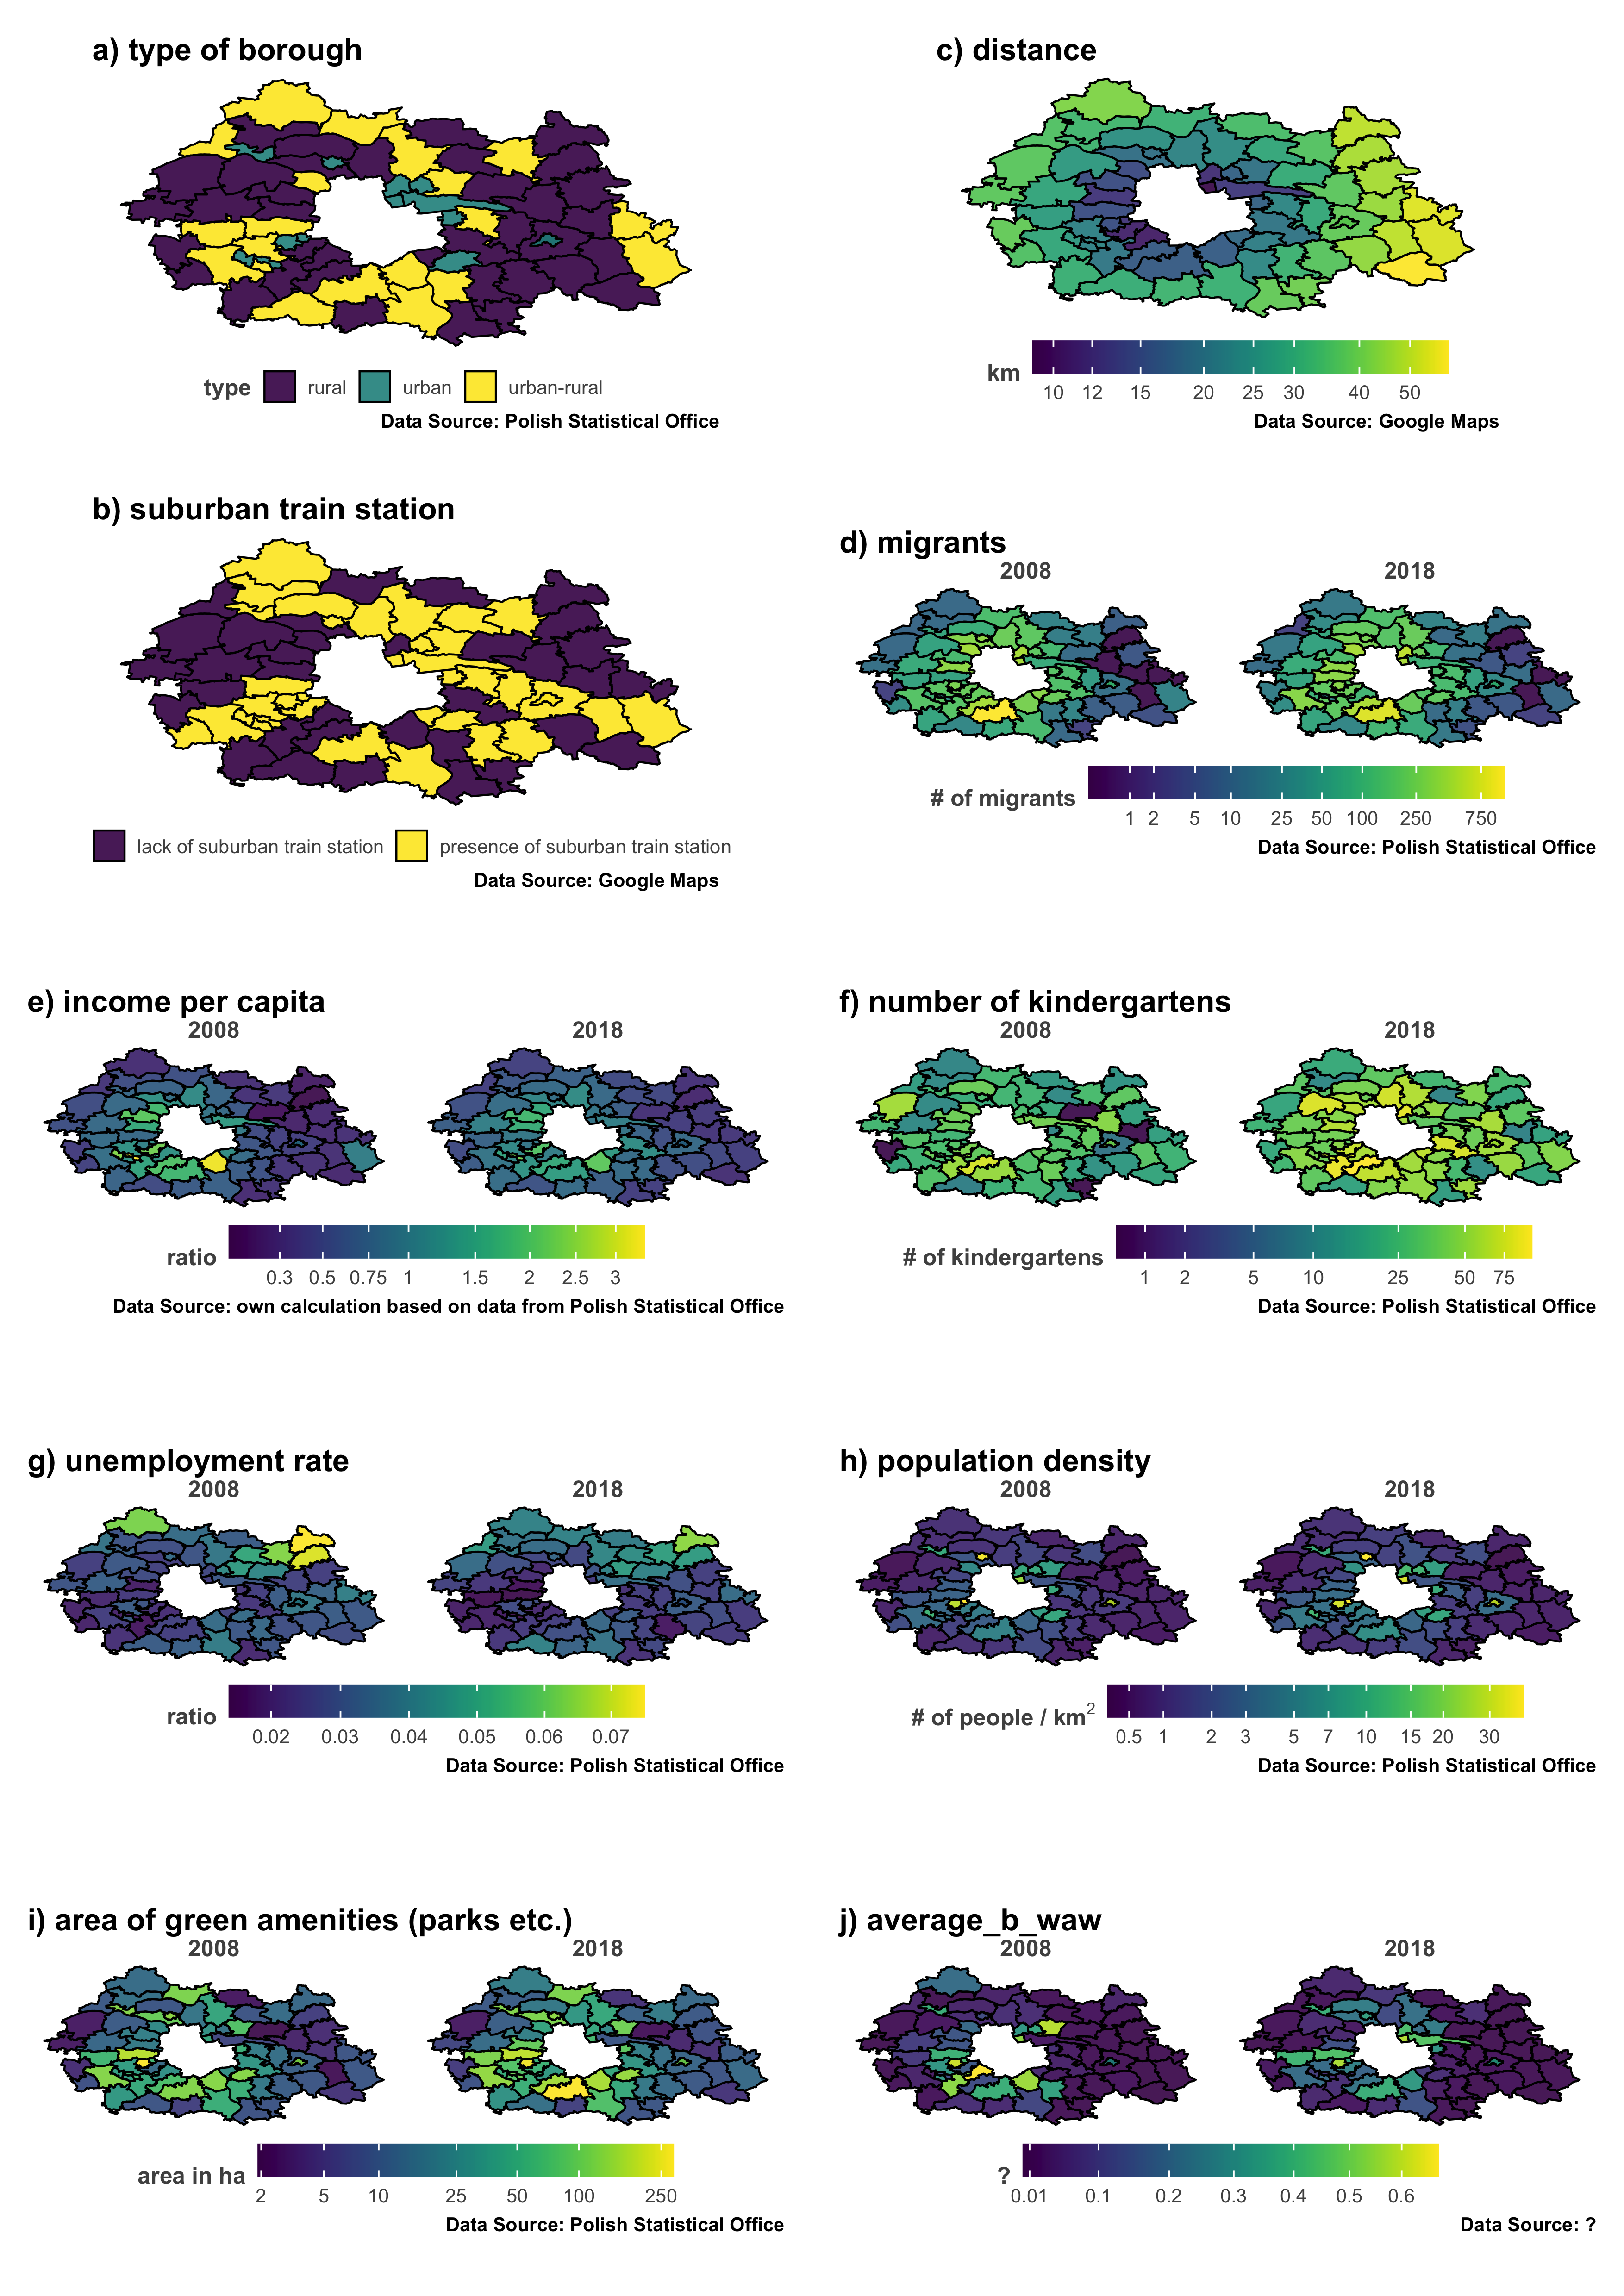 a) type of borough
type rural urban urban-rural
Data Source: Polish Statistical Office
c) distance
km
10 12 15 20 25 30 40 50
Data Source: Google Maps
b) suburban train station
lack of suburban train station presence of suburban train station
Data Source: Google Maps
d) migrants
2008 2018
# of migrants
1 2 5 10 25 50 100 250 750
Data Source: Polish Statistical Office
e) income per capita
2008 2018
ratio
0.3 0.5 0.75 1 1.5 2 2.5 3
Data Source: own calculation based on data from Polish Statistical Office
f) number of kindergartens
2008 2018
# of kindergartens
1 2 5 10 25 50 75
Data Source: Polish Statistical Office
g) unemployment rate
2008 2018
ratio
0.02 0.03 0.04 0.05 0.06 0.07
Data Source: Polish Statistical Office
h) population density
2008 2018
# of people / km²
0.5 1 2 3 5 7 10 15 20 30
Data Source: Polish Statistical Office
i) area of green amenities (parks etc.)
2008 2018
area in ha
2 5 10 25 50 100 250
Data Source: Polish Statistical Office
j) average_b_waw
2008 2018
?
0.01 0.1 0.2 0.3 0.4 0.5 0.6
Data Source: ?